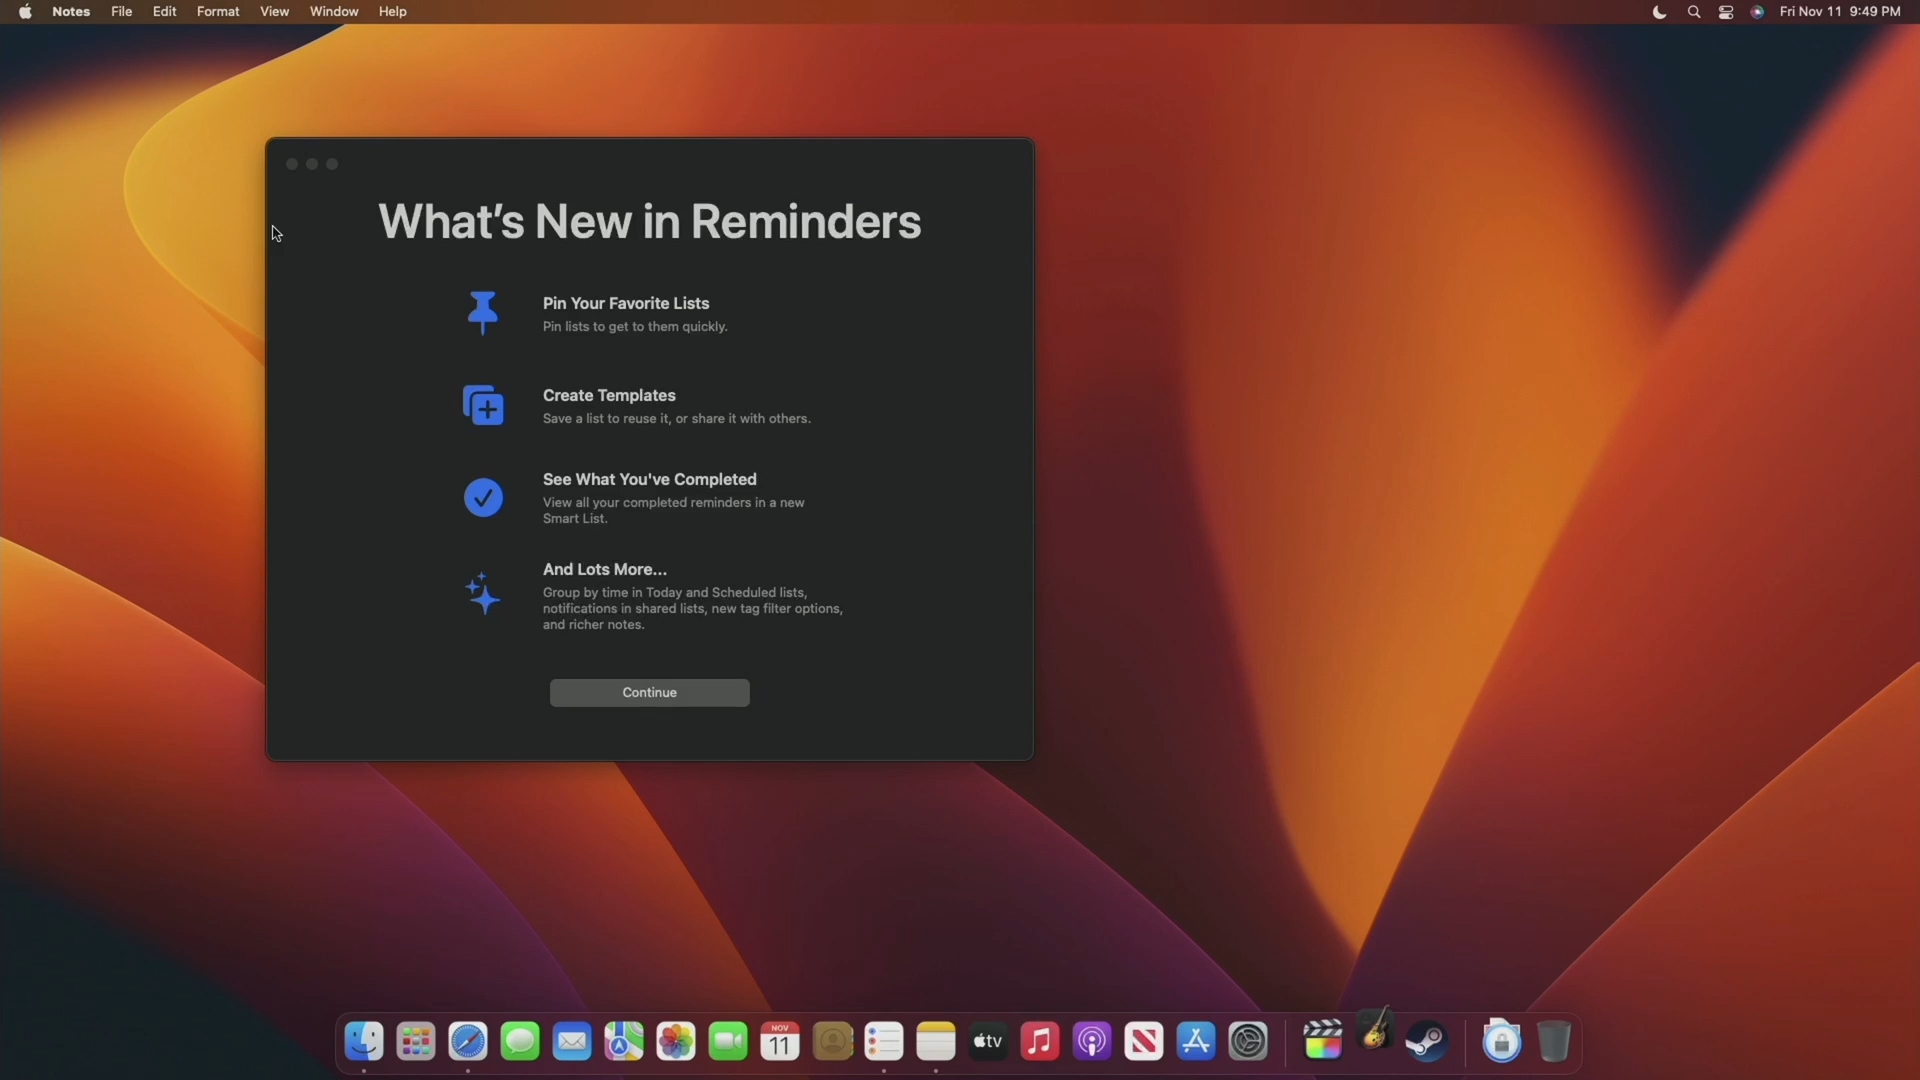 Notes File Edit Format View Window Help
Fri Nov 11 9:49 PM
What's New in Reminders
Pin Your Favorite Lists
Pin lists to get to them quickly.
Create Templates
Save a list to reuse it, or share it with others.
See What You've Completed
View all your completed reminders in a new
Smart List.
And Lots More...
Group by time in Today and Scheduled lists,
notifications in shared lists, new tag filter options,
and richer notes.
Continue
NOV
11
tv